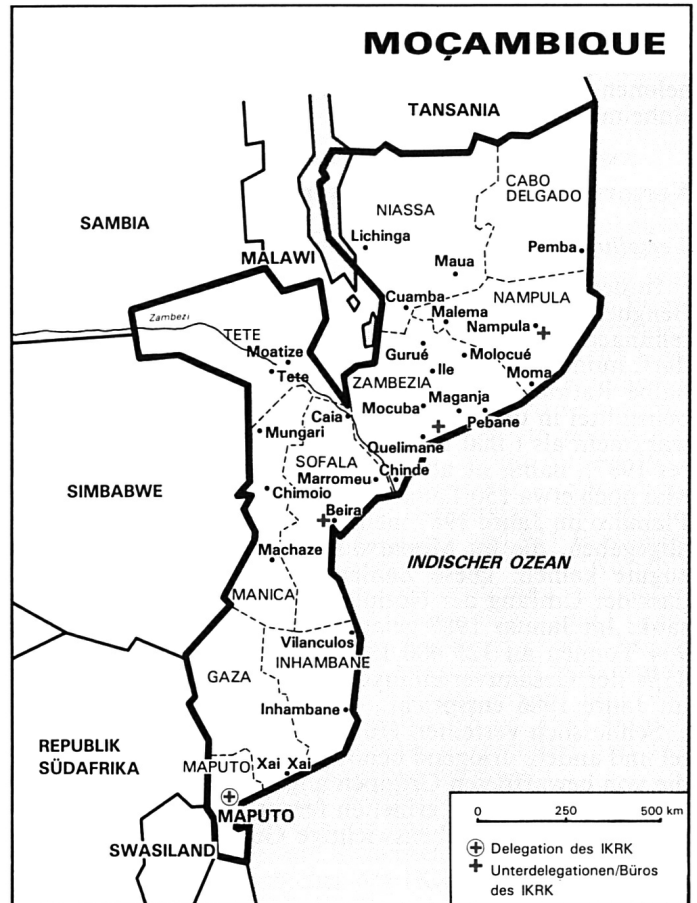 MOÇAMBIQUE
TANSANIA
CABO
DELGADO
NIASSA
SAMBIA
Lichinga
Pemba
MALAWI
Maua
Cuamba
NAMPULA
Zambezi
Malema
TETE
Nampula
Moatize
Gurué
Molocué
Tete
Ile
ZAMBEZIA
Moma
Maganja
Caia
Mocuba
Pebane
Mungari
Quelimane
SOFALA
Chinde
Marromeu
SIMBABWE
Chimoio
Beira
Machaze
INDISCHER OZEAN
MANICA
Vilanculos
INHAMBANE
GAZA
Inhambane
REPUBLIK
SÜDAFRIKA
MAPUTO
Xai Xai
MAPUTO
SWASILAND
0 250 500 km
Delegation des IKRK
Unterdelegationen/Büros
des IKRK